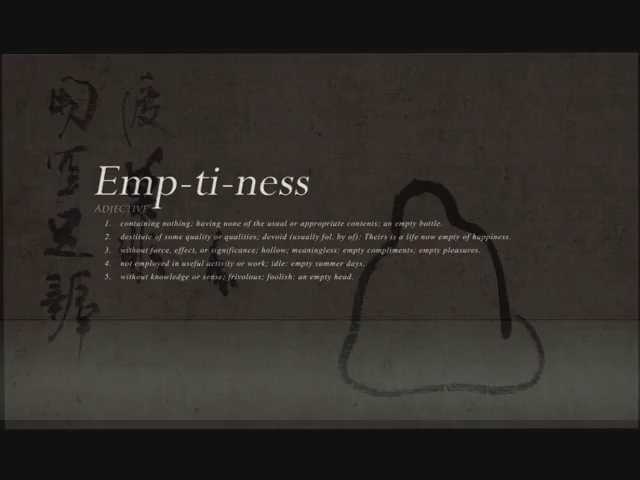 Emp-ti-ness
ADJECTIVE
1. containing nothing; having none of the usual or appropriate contents: an empty bottle.
2. destitute of some quality or qualities; devoid (usually fol. by of): Theirs is a life now empty of happiness.
3. without force, effect, or significance; hollow; meaningless: empty compliments; empty pleasures.
4. not employed in useful activity or work; idle: empty summer days.
5. without knowledge or sense; frivolous; foolish: an empty head.